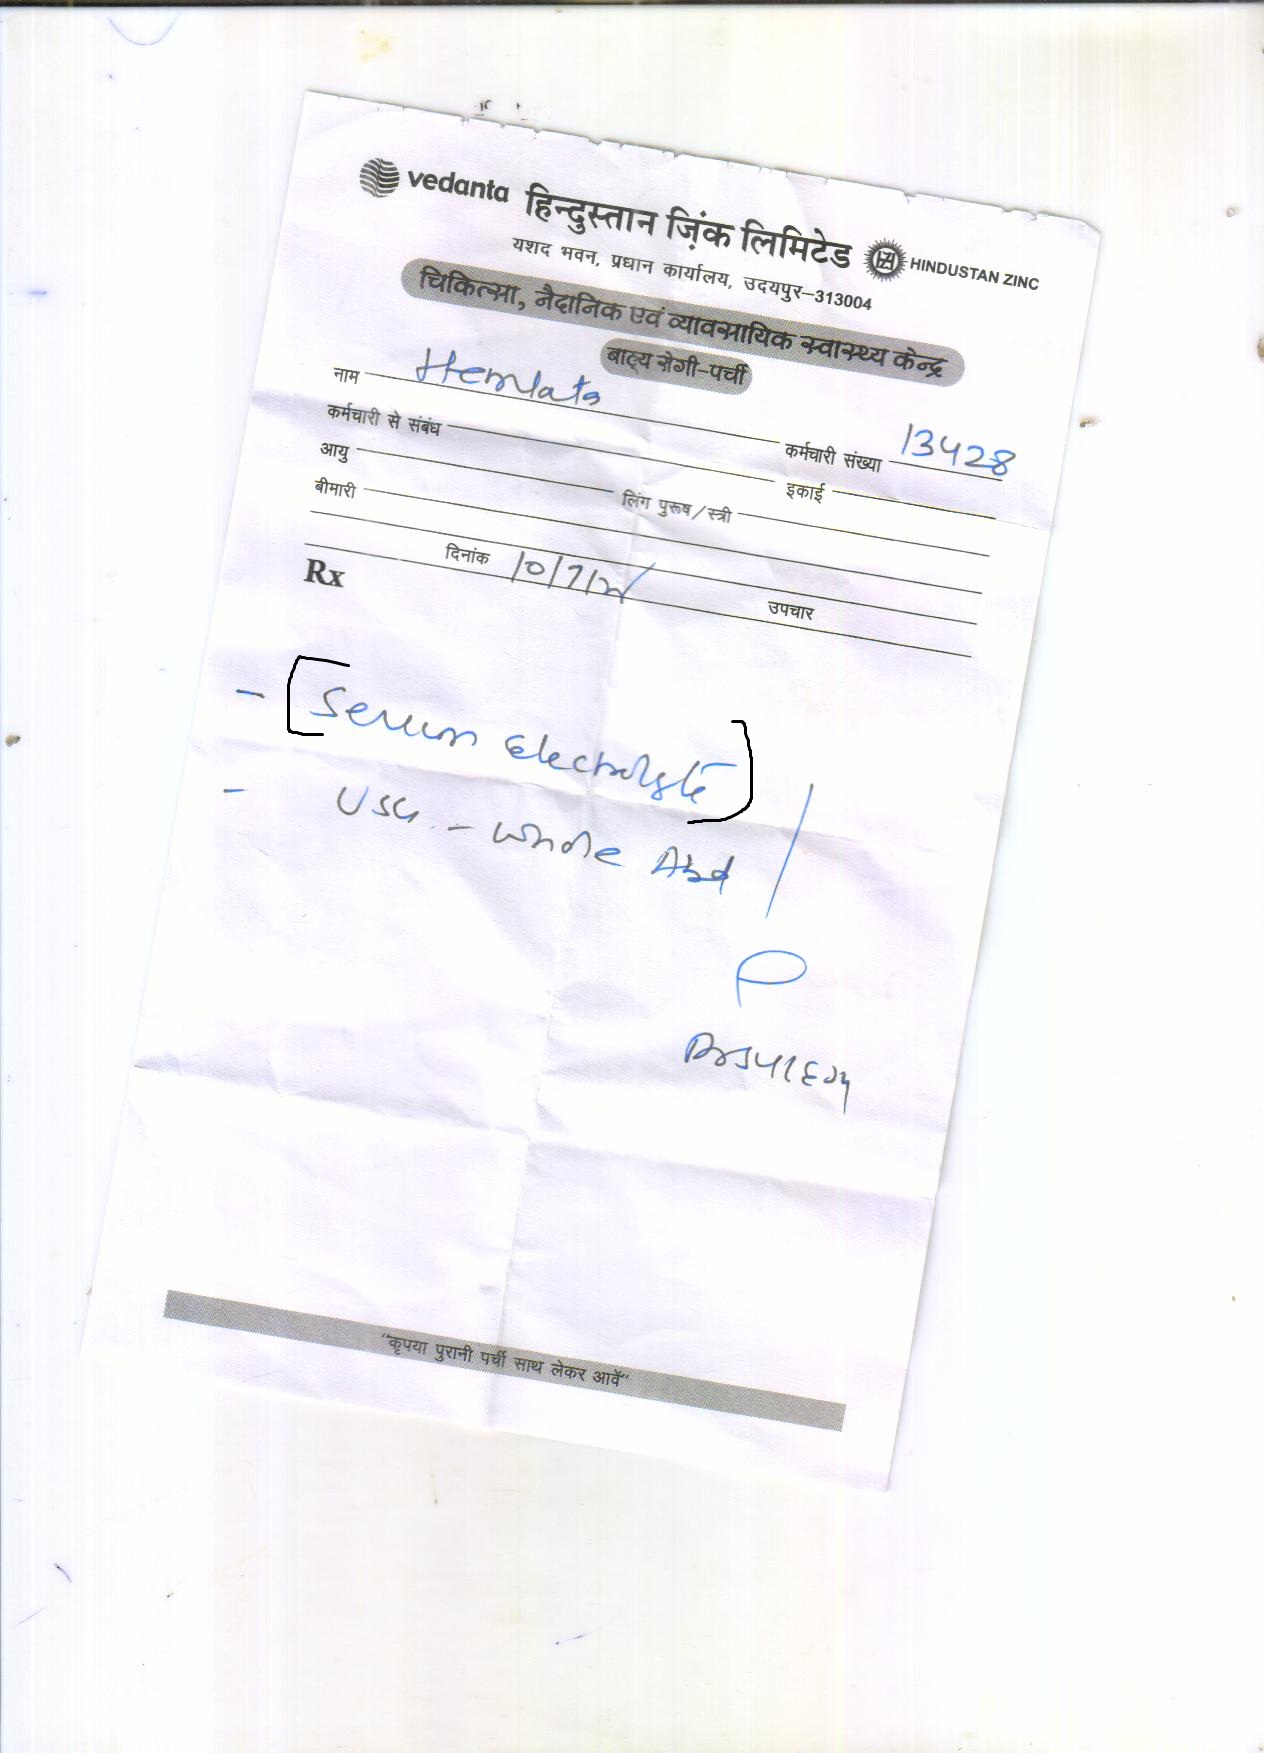 vedanta हिन्दुस्तान ज़िंक लिमिटेड HINDUSTAN ZINC
यशद भवन, प्रधान कार्यालय, उदयपुर–313004
चिकित्सा, नैदानिक एवं व्यावसायिक स्वास्थ्य केन्द्र
बाह्य रोगी-पर्ची
नाम Hemlata कर्मचारी संख्या 13428
कर्मचारी से संबंध इकाई
आयु लिंग पुरूष/स्त्री
बीमारी
दिनांक 10/7/ उपचार
Rx
- [Serum Electrolyte]
- USG. - Whole Abd
"कृपया पुरानी पर्ची साथ लेकर आवें"